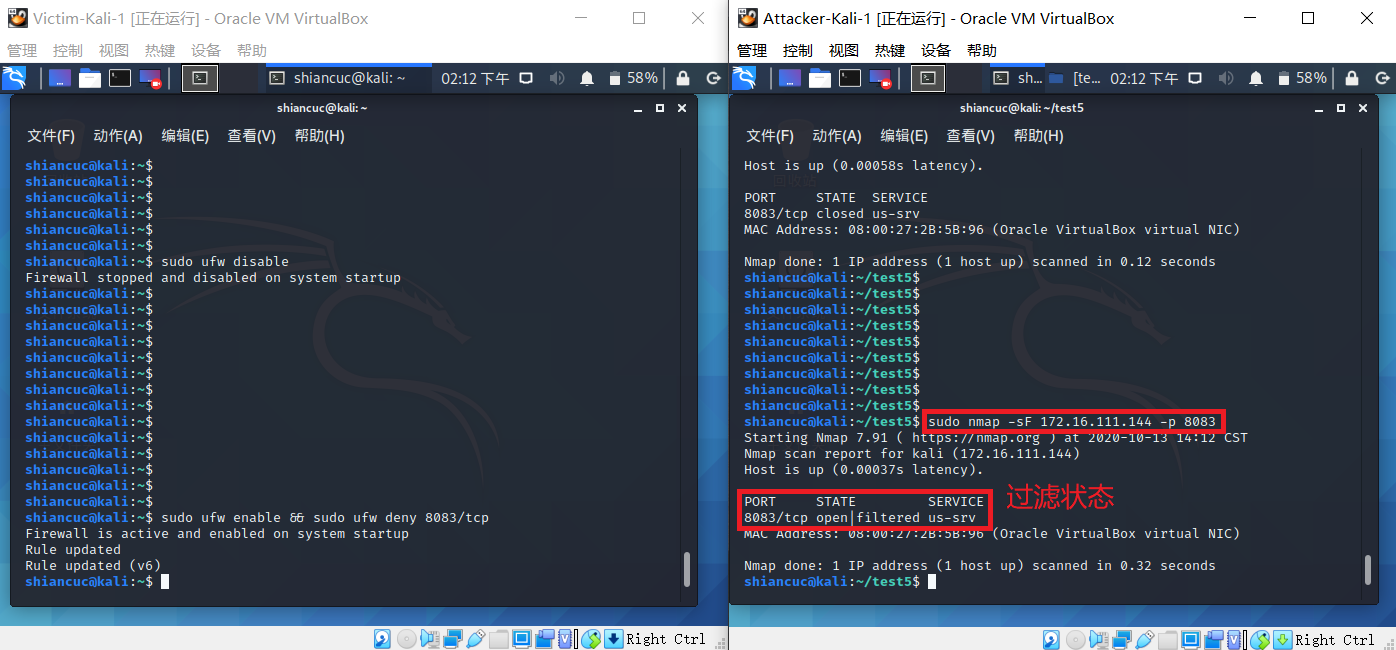 Victim-Kali-1 [正在运行] - Oracle VM VirtualBox
管理 控制 视图 热键 设备 帮助
shiancuc@kali: ~ 02:12 下午 58%
shiancuc@kali: ~
文件(F) 动作(A) 编辑(E) 查看(V) 帮助(H)
shiancuc@kali:~$
shiancuc@kali:~$
shiancuc@kali:~$
shiancuc@kali:~$
shiancuc@kali:~$
shiancuc@kali:~$
shiancuc@kali:~$ sudo ufw disable
Firewall stopped and disabled on system startup
shiancuc@kali:~$
shiancuc@kali:~$
shiancuc@kali:~$
shiancuc@kali:~$
shiancuc@kali:~$
shiancuc@kali:~$
shiancuc@kali:~$
shiancuc@kali:~$
shiancuc@kali:~$
shiancuc@kali:~$
shiancuc@kali:~$
shiancuc@kali:~$
shiancuc@kali:~$
shiancuc@kali:~$
shiancuc@kali:~$ sudo ufw enable && sudo ufw deny 8083/tcp
Firewall is active and enabled on system startup
Rule updated
Rule updated (v6)
shiancuc@kali:~$
Right Ctrl
Attacker-Kali-1 [正在运行] - Oracle VM VirtualBox
管理 控制 视图 热键 设备 帮助
sh... [te... 02:12 下午 58%
shiancuc@kali: ~/test5
文件(F) 动作(A) 编辑(E) 查看(V) 帮助(H)
Host is up (0.00058s latency).
PORT STATE SERVICE
8083/tcp closed us-srv
MAC Address: 08:00:27:2B:5B:96 (Oracle VirtualBox virtual NIC)
Nmap done: 1 IP address (1 host up) scanned in 0.12 seconds
shiancuc@kali:~/test5$
shiancuc@kali:~/test5$
shiancuc@kali:~/test5$
shiancuc@kali:~/test5$
shiancuc@kali:~/test5$
shiancuc@kali:~/test5$
shiancuc@kali:~/test5$
shiancuc@kali:~/test5$
shiancuc@kali:~/test5$
shiancuc@kali:~/test5$ sudo nmap -sF 172.16.111.144 -p 8083
Starting Nmap 7.91 ( https://nmap.org ) at 2020-10-13 14:12 CST
Nmap scan report for kali (172.16.111.144)
Host is up (0.00037s latency).
PORT STATE SERVICE
过滤状态
8083/tcp open|filtered us-srv
MAC Address: 08:00:27:2B:5B:96 (Oracle VirtualBox virtual NIC)
Nmap done: 1 IP address (1 host up) scanned in 0.32 seconds
shiancuc@kali:~/test5$
Right Ctrl